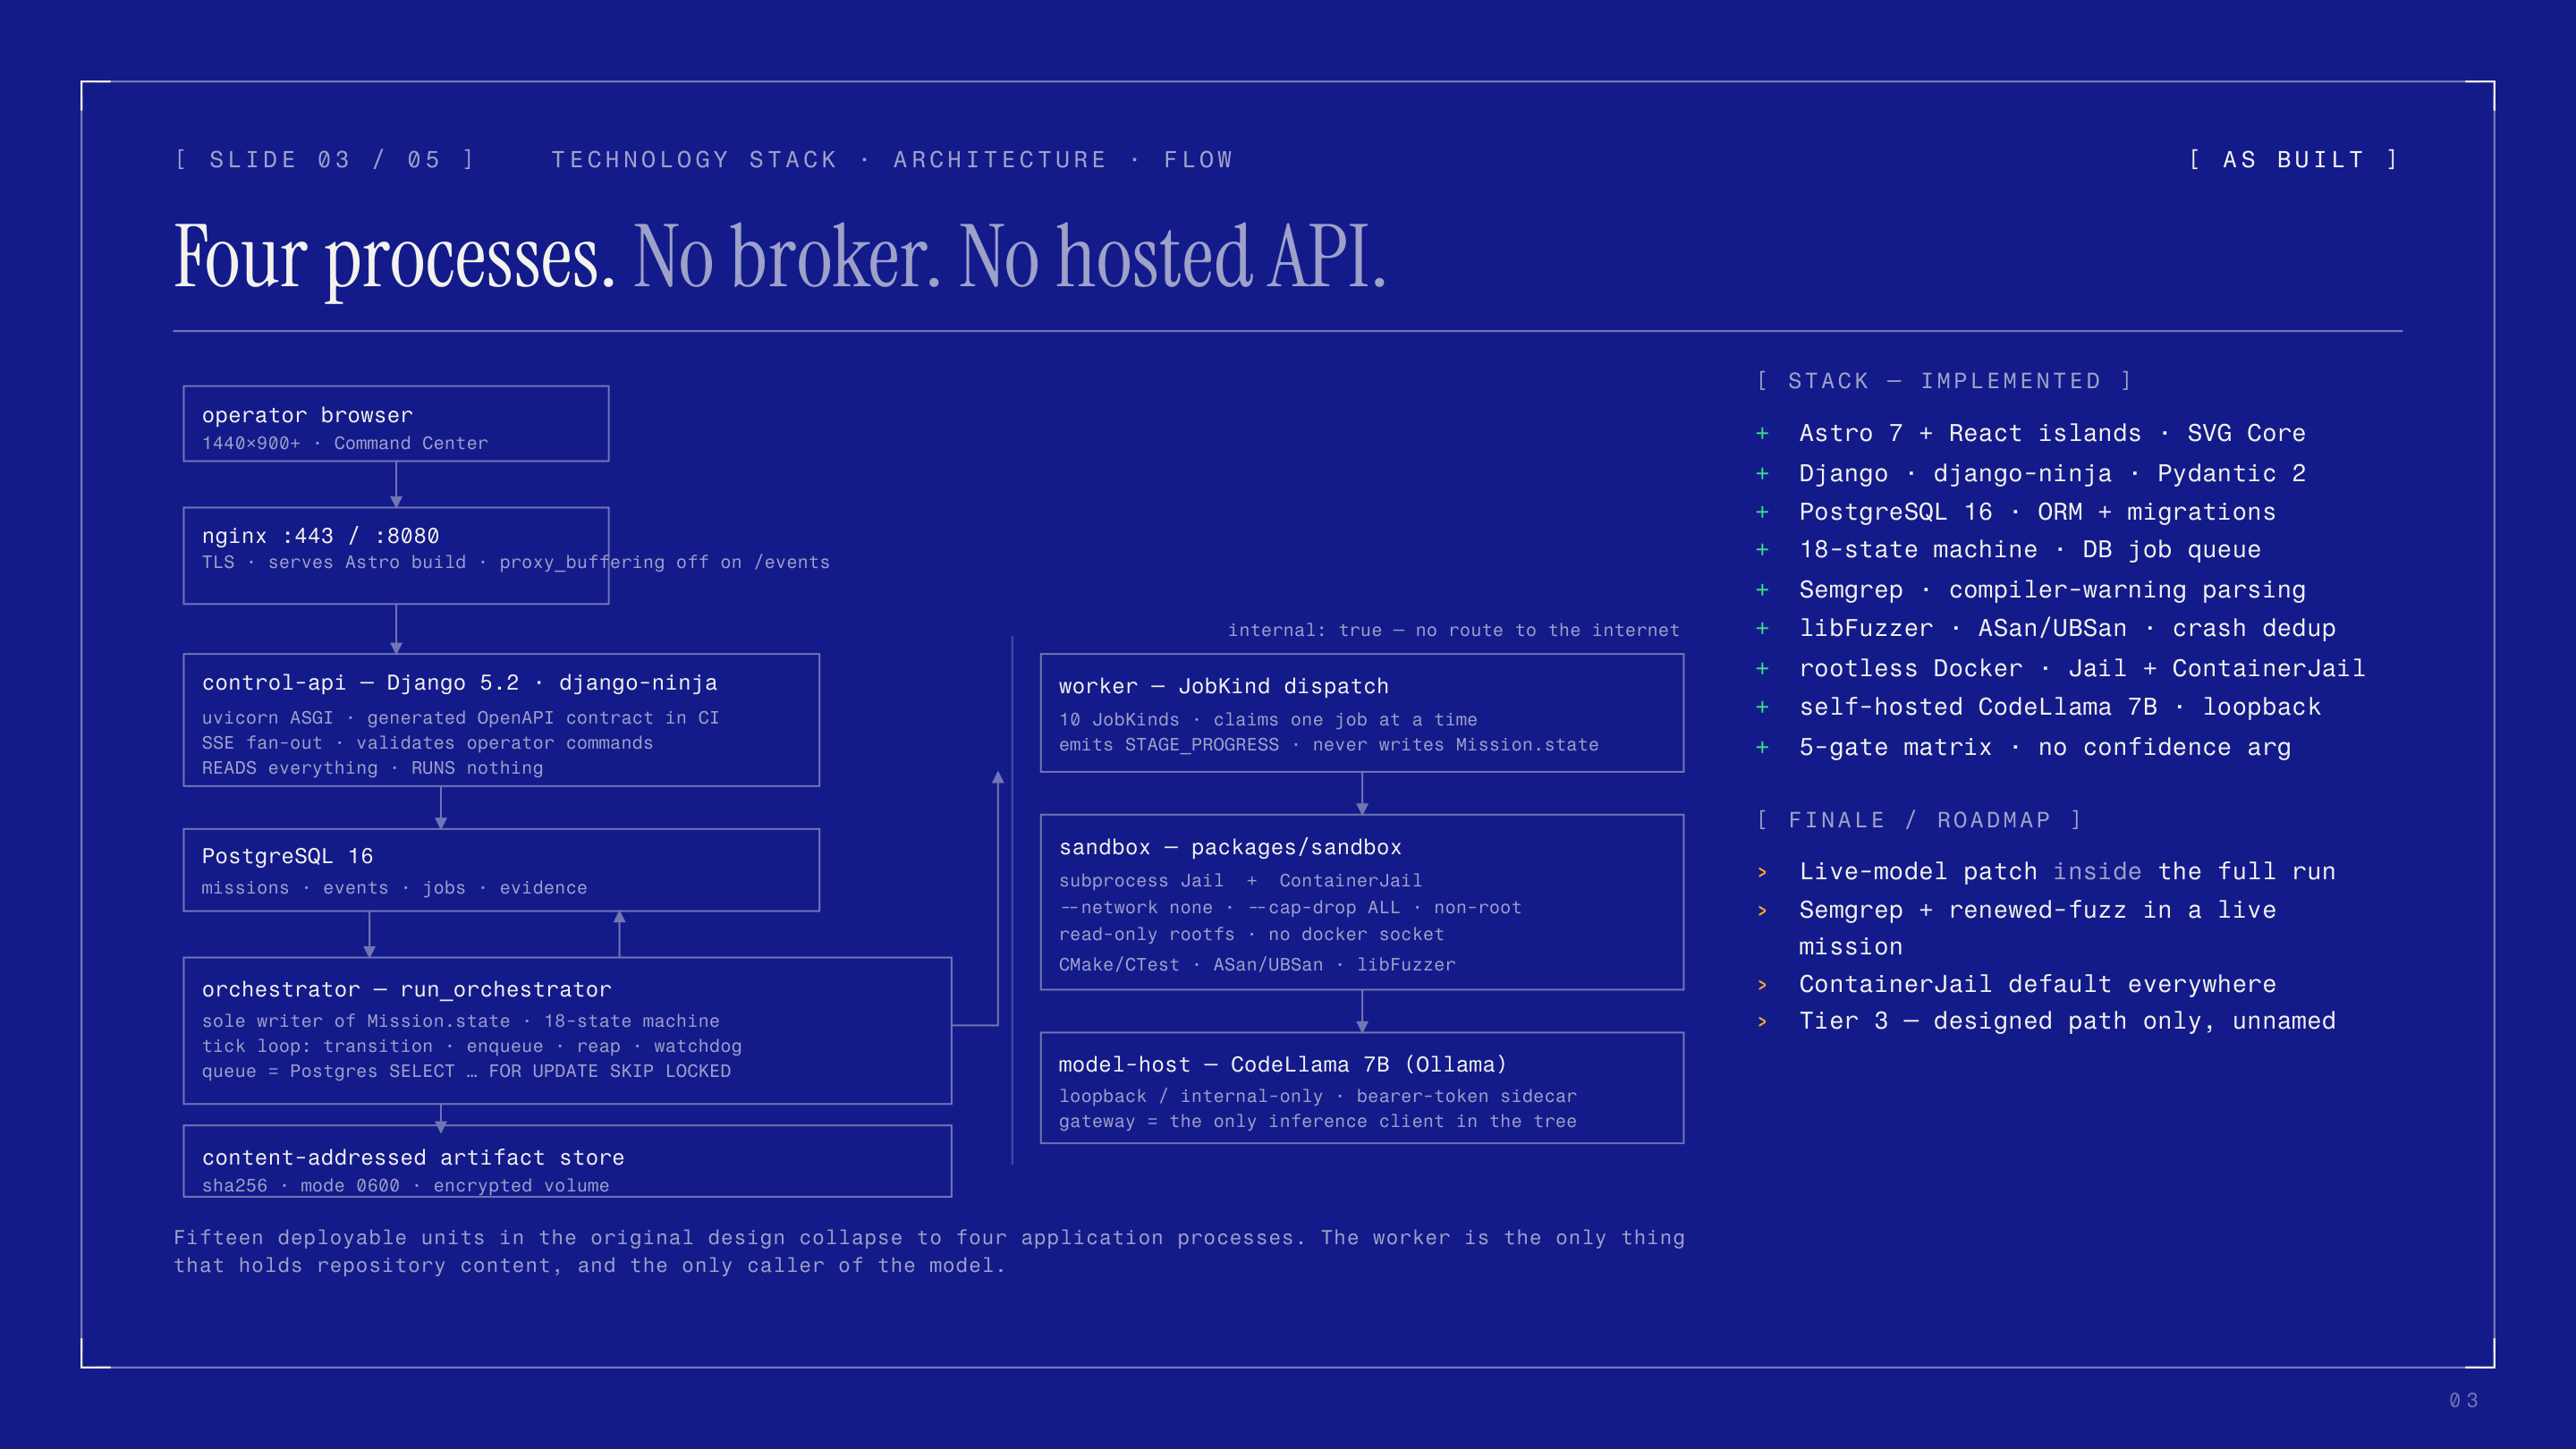 [ SLIDE 03 / 05 ] TECHNOLOGY STACK · ARCHITECTURE · FLOW
[ AS BUILT ]
Four processes. No broker. No hosted API.
operator browser
1440×900+ · Command Center
nginx :443 / :8080
TLS · serves Astro build · proxy_buffering off on /events
control-api — Django 5.2 · django-ninja
uvicorn ASGI · generated OpenAPI contract in CI
SSE fan-out · validates operator commands
READS everything · RUNS nothing
PostgreSQL 16
missions · events · jobs · evidence
orchestrator — run_orchestrator
sole writer of Mission.state · 18-state machine
tick loop: transition · enqueue · reap · watchdog
queue = Postgres SELECT … FOR UPDATE SKIP LOCKED
content-addressed artifact store
sha256 · mode 0600 · encrypted volume
internal: true — no route to the internet
worker — JobKind dispatch
10 JobKinds · claims one job at a time
emits STAGE_PROGRESS · never writes Mission.state
sandbox — packages/sandbox
subprocess Jail + ContainerJail
--network none · --cap-drop ALL · non-root
read-only rootfs · no docker socket
CMake/CTest · ASan/UBSan · libFuzzer
model-host — CodeLlama 7B (Ollama)
loopback / internal-only · bearer-token sidecar
gateway = the only inference client in the tree
Fifteen deployable units in the original design collapse to four application processes. The worker is the only thing
that holds repository content, and the only caller of the model.
[ STACK — IMPLEMENTED ]
+ Astro 7 + React islands · SVG Core
+ Django · django-ninja · Pydantic 2
+ PostgreSQL 16 · ORM + migrations
+ 18-state machine · DB job queue
+ Semgrep · compiler-warning parsing
+ libFuzzer · ASan/UBSan · crash dedup
+ rootless Docker · Jail + ContainerJail
+ self-hosted CodeLlama 7B · loopback
+ 5-gate matrix · no confidence arg
[ FINALE / ROADMAP ]
› Live-model patch inside the full run
› Semgrep + renewed-fuzz in a live
mission
› ContainerJail default everywhere
› Tier 3 — designed path only, unnamed
03